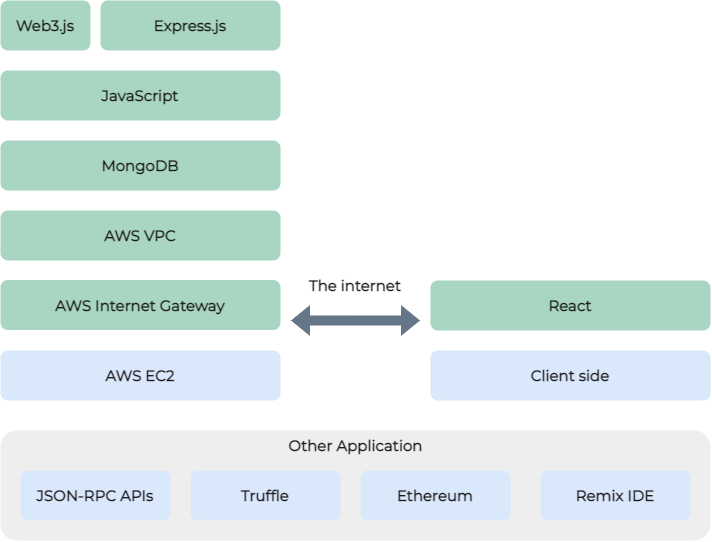 Web3.js
Express.js
JavaScript
MongoDB
AWS VPC
The internet
AWS Internet Gateway
React
AWS EC2
Client side
Other Application
JSON-RPC APIs
Truffle
Ethereum
Remix IDE